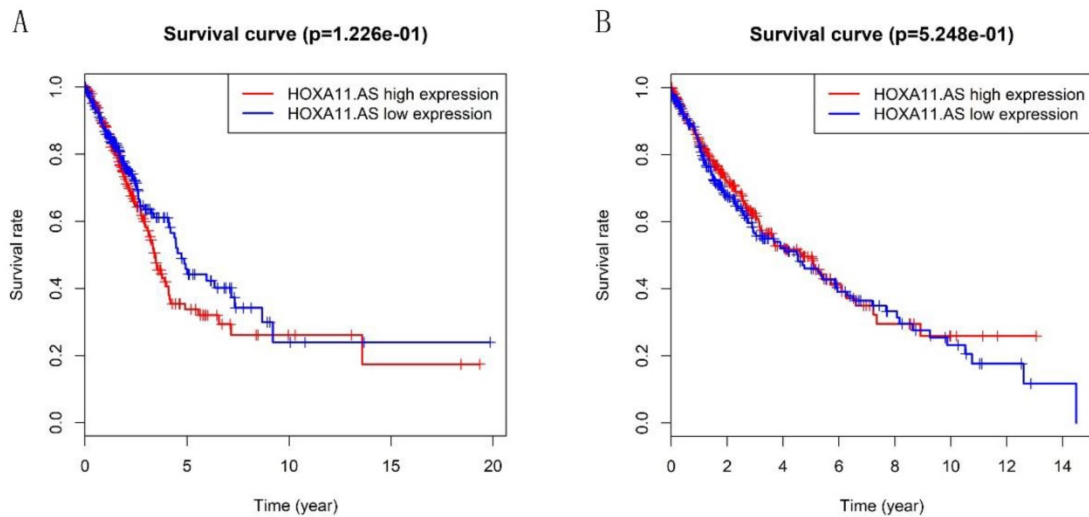 A
Survival curve (p=1.226e-01)
HOXA11.AS high expression
HOXA11.AS low expression
Survival rate
1.0
0.8
0.6
0.4
0.2
0.0
0 5 10 15 20
Time (year)
B
Survival curve (p=5.248e-01)
HOXA11.AS high expression
HOXA11.AS low expression
Survival rate
1.0
0.8
0.6
0.4
0.2
0.0
0 2 4 6 8 10 12 14
Time (year)